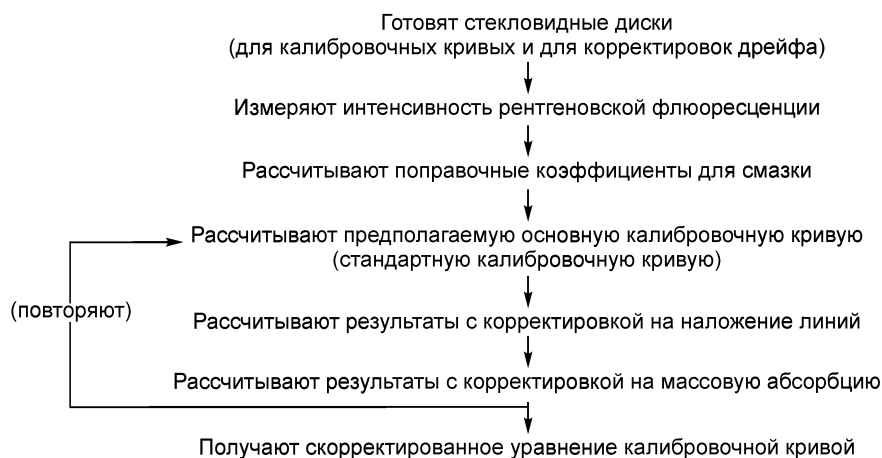 Готовят стекловидные диски
(для калибровочных кривых и для корректировок дрейфа)
Измеряют интенсивность рентгеновской флюоресценции
Рассчитывают поправочные коэффициенты для смазки
Рассчитывают предполагаемую основную калибровочную кривую
(стандартную калибровочную кривую)
(повторяют)
Рассчитывают результаты с корректировкой на наложение линий
Рассчитывают результаты с корректировкой на массовую абсорбцию
Получают скорректированное уравнение калибровочной кривой